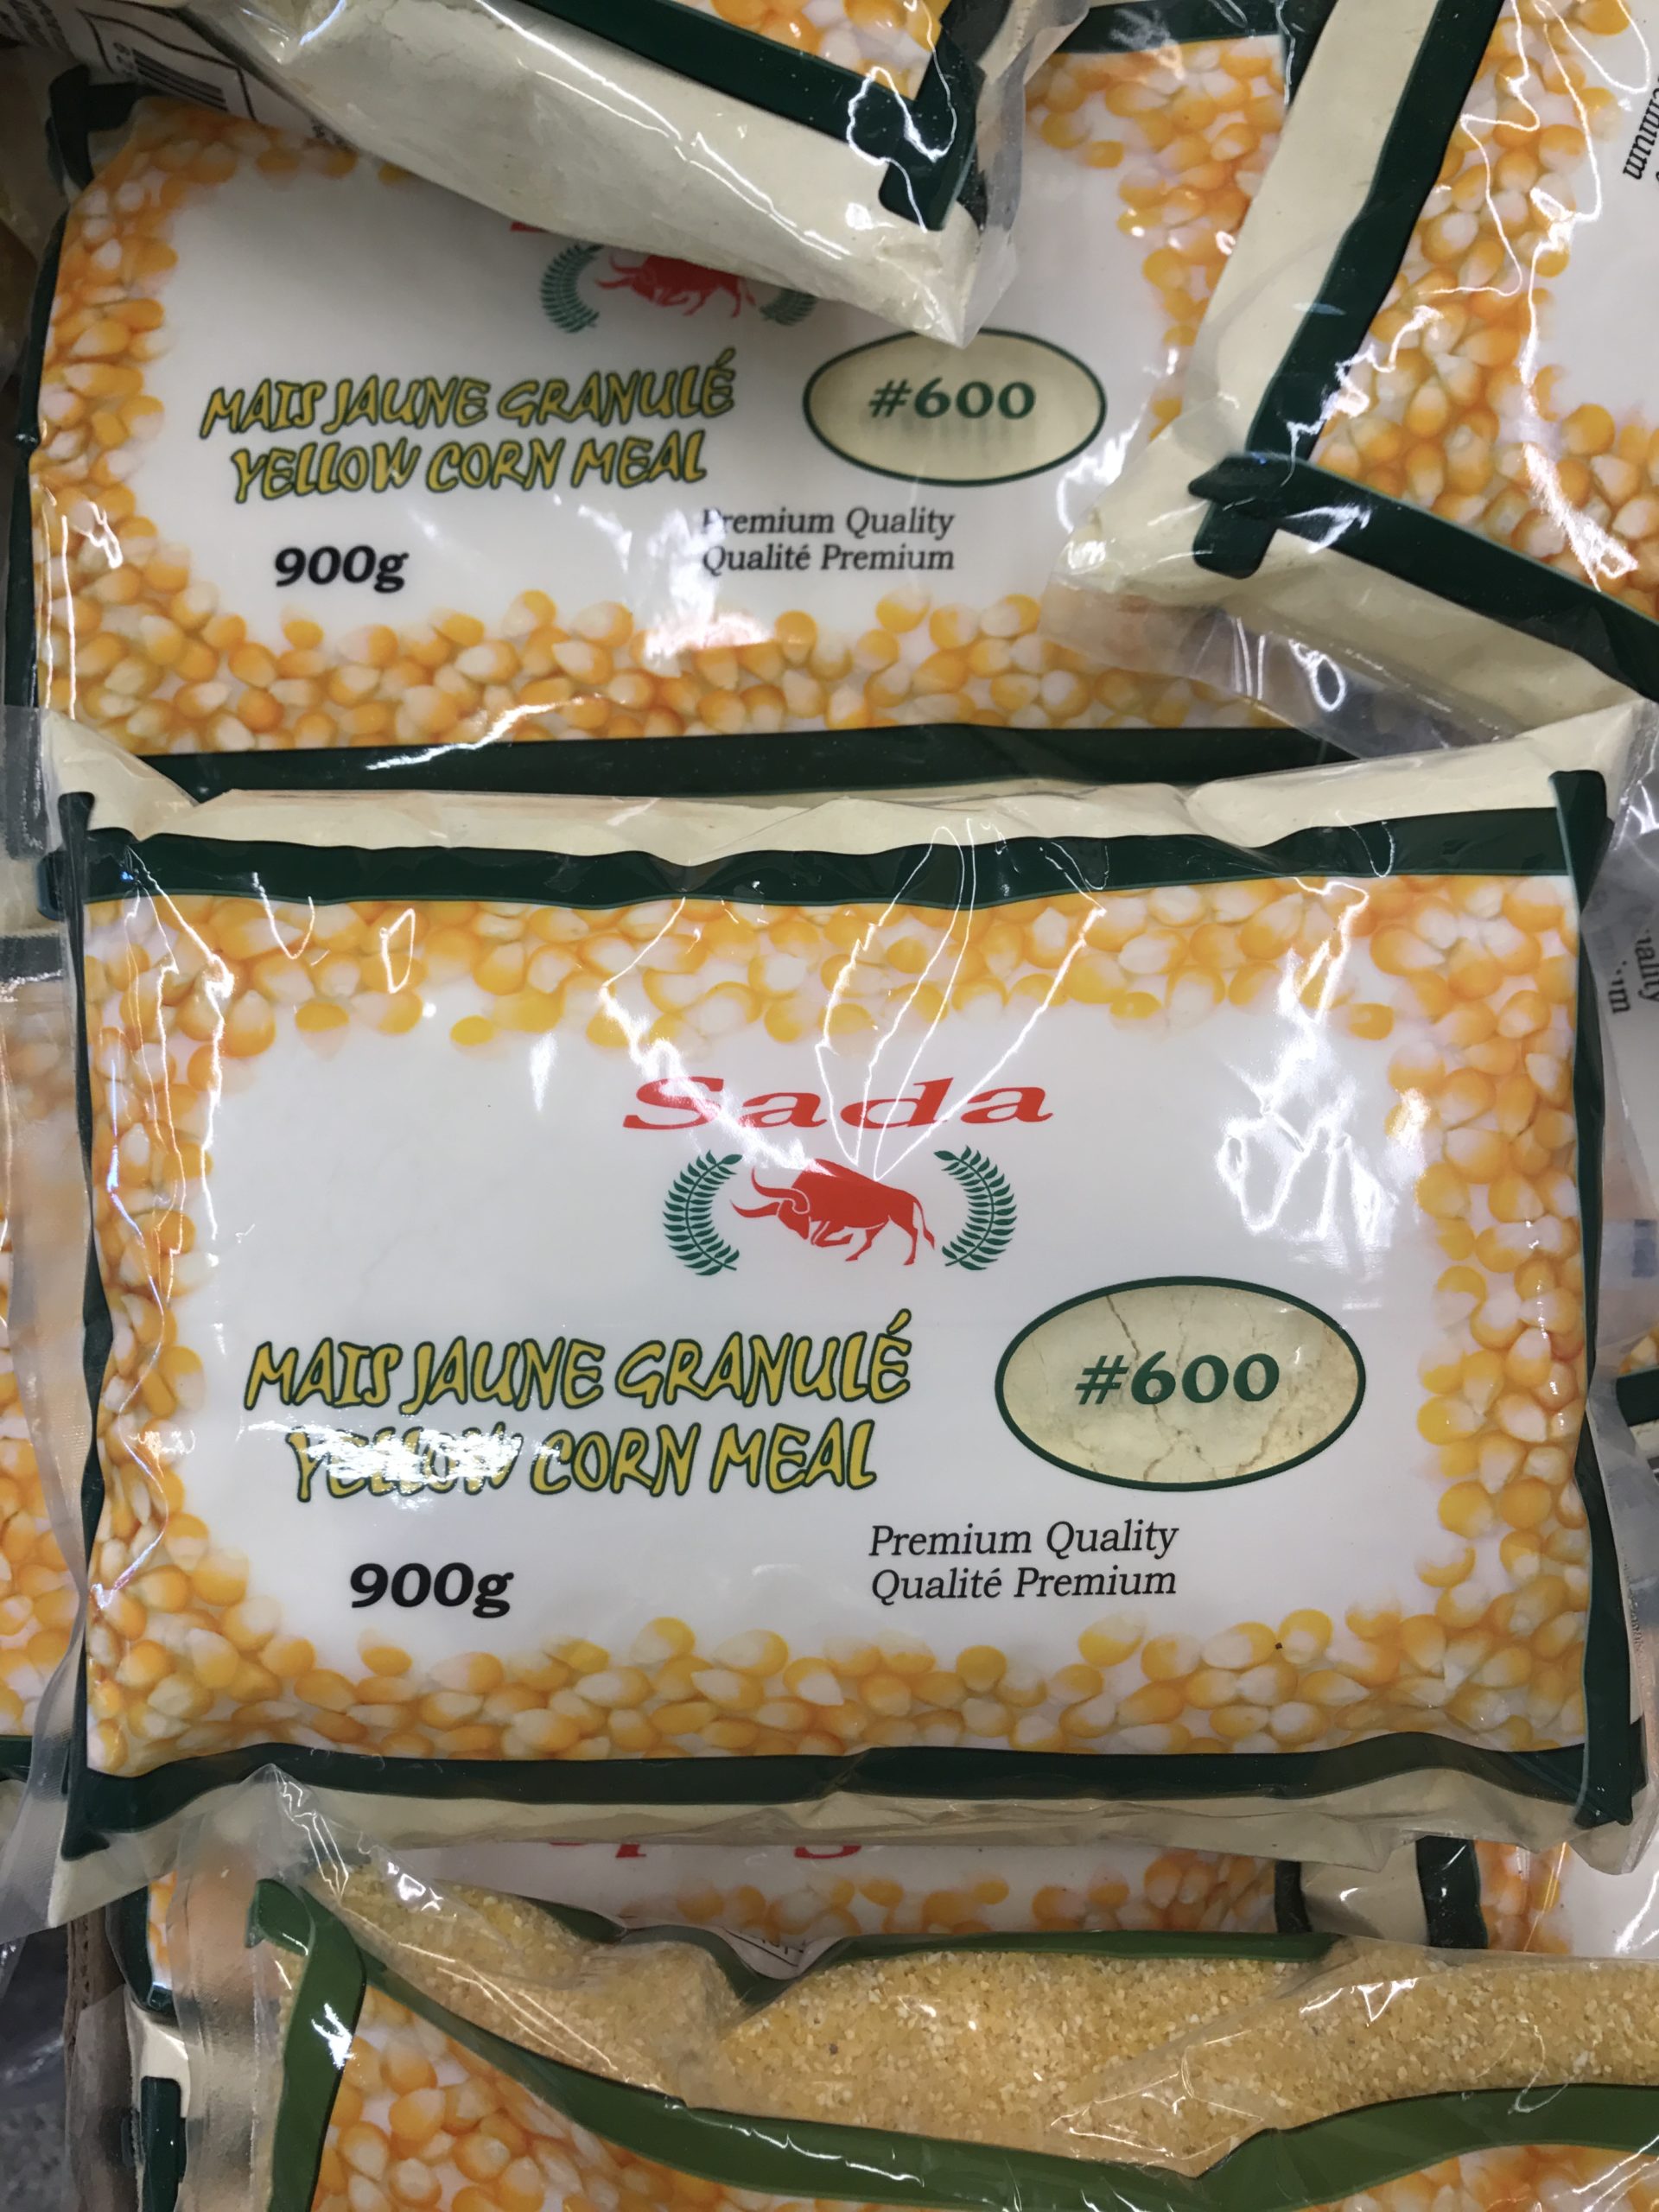 MAIS JAUNE GRANULÉ
YELLOW CORN MEAL
#600
900g
Premium Quality
Qualité Premium
Sada
MAIS JAUNE GRANULÉ
YELLOW CORN MEAL
#600
900g
Premium Quality
Qualité Premium